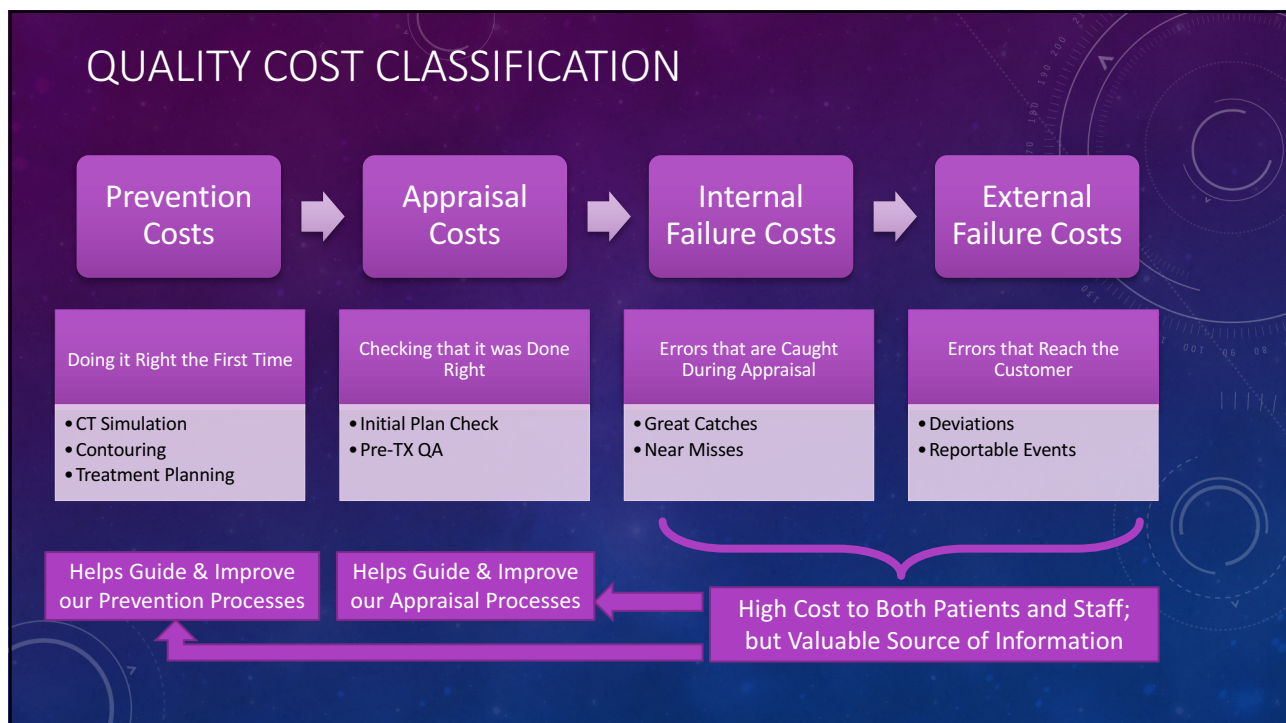 QUALITY COST CLASSIFICATION
Prevention
Costs
Appraisal
Costs
Internal
Failure Costs
External
Failure Costs
Doing it Right the First Time
• CT Simulation
• Contouring
• Treatment Planning
Checking that it was Done
Right
• Initial Plan Check
• Pre-TX QA
Errors that are Caught
During Appraisal
• Great Catches
• Near Misses
Errors that Reach the
Customer
• Deviations
• Reportable Events
Helps Guide & Improve
our Prevention Processes
Helps Guide & Improve
our Appraisal Processes
High Cost to Both Patients and Staff;
but Valuable Source of Information